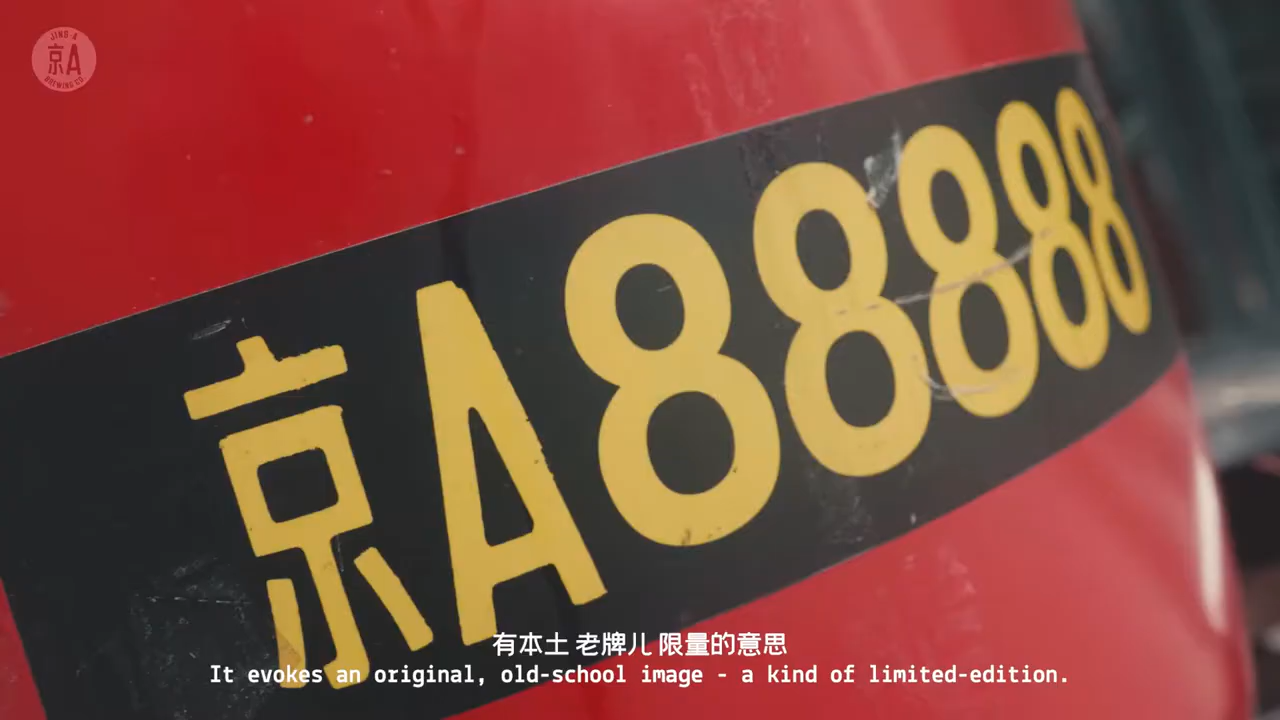 JING-A
京A
BREWING CO
京A88888
有本土 老牌儿 限量的意思
It evokes an original, old-school image - a kind of limited-edition.